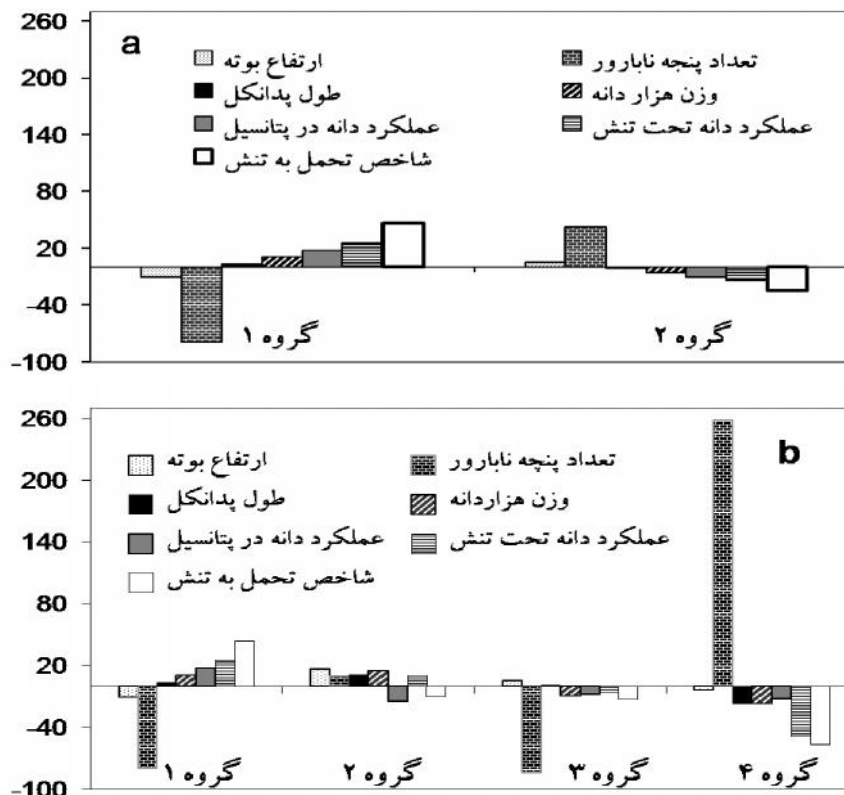 260
200
140
80
20
-40
-100
a
ارتفاع بوته
تعداد پنجه نابارور
طول پدانکل
وزن هزار دانه
عملکرد دانه در پتانسیل
عملکرد دانه تحت تنش
شاخص تحمل به تنش
گروه ۱
گروه ۲
260
200
140
80
20
-40
-100
b
ارتفاع بوته
تعداد پنچه نابارور
طول پدانکل
وزن هزاردانه
عملکرد دانه در پتانسیل
عملکرد دانه تحت تنش
شاخص تحمل به تنش
گروه ۱
گروه ۲
گروه ۳
گروه ۴